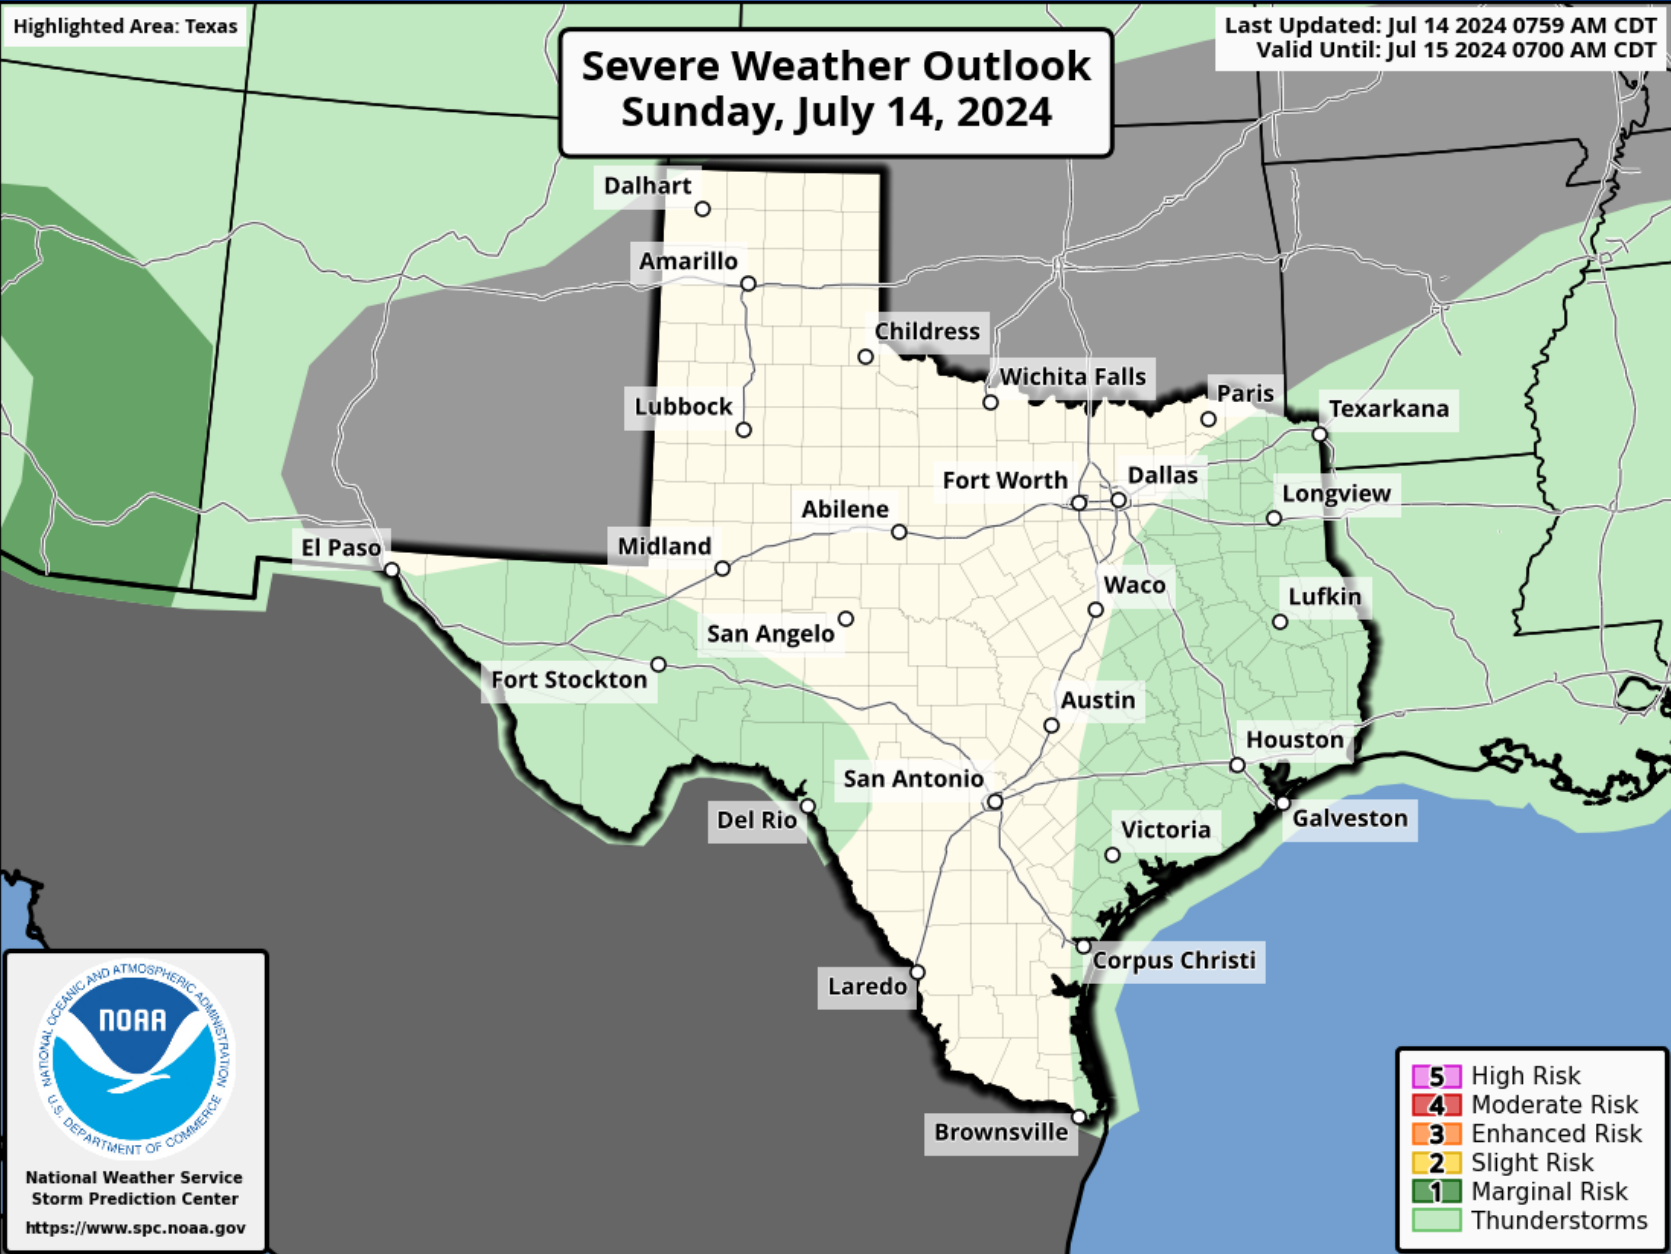 Highlighted Area: Texas
Severe Weather Outlook
Sunday, July 14, 2024
Last Updated: Jul 14 2024 0759 AM CDT
Valid Until: Jul 15 2024 0700 AM CDT
Dalhart
Amarillo
Childress
Wichita Falls
Paris
Texarkana
Lubbock
Fort Worth
Dallas
Longview
Abilene
El Paso
Midland
Waco
Lufkin
San Angelo
Fort Stockton
Austin
Houston
San Antonio
Del Rio
Victoria
Galveston
Corpus Christi
Laredo
Brownsville
NATIONAL OCEANIC AND ATMOSPHERIC ADMINISTRATION
NOAA
U.S. DEPARTMENT OF COMMERCE
National Weather Service
Storm Prediction Center
https://www.spc.noaa.gov
5 High Risk
4 Moderate Risk
3 Enhanced Risk
2 Slight Risk
1 Marginal Risk
Thunderstorms